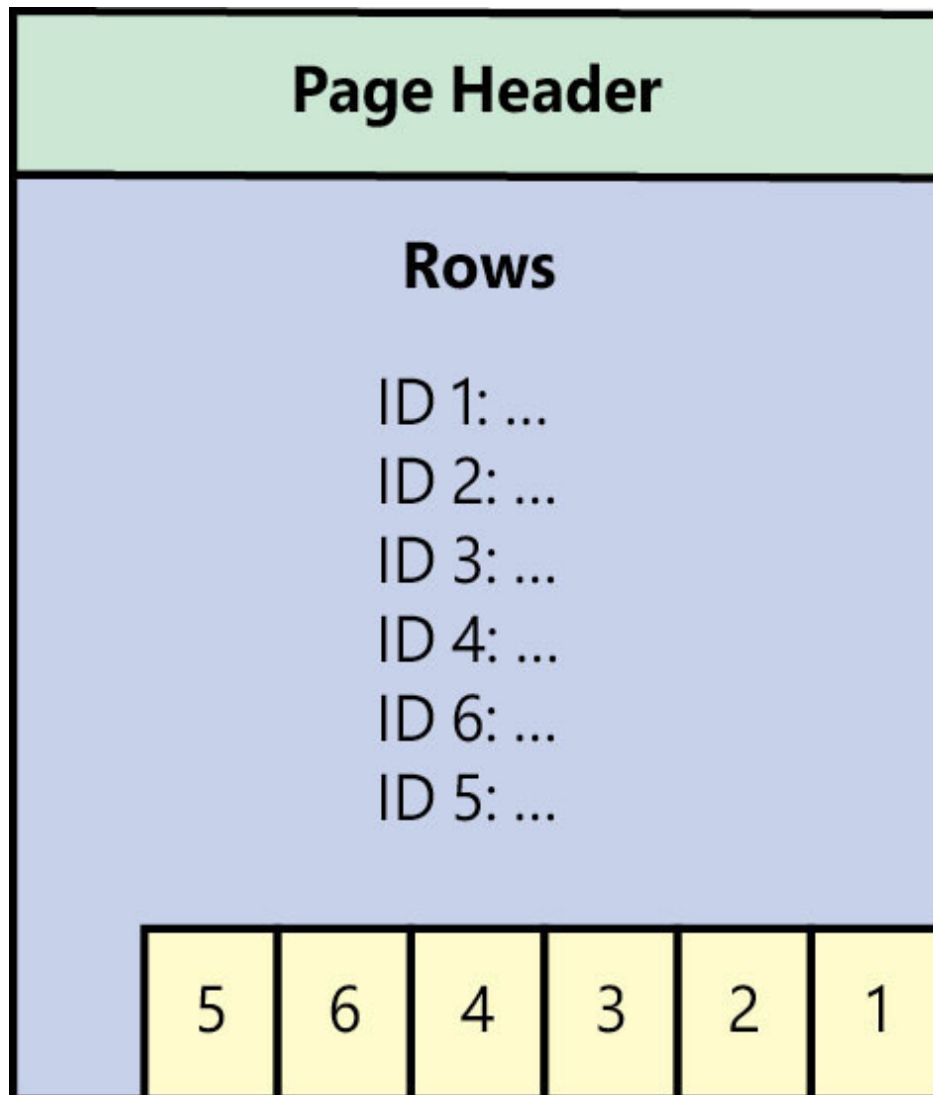 Page Header
Rows
ID 1: ...
ID 2: ...
ID 3: ...
ID 4: ...
ID 6: ...
ID 5: ...
5 6 4 3 2 1